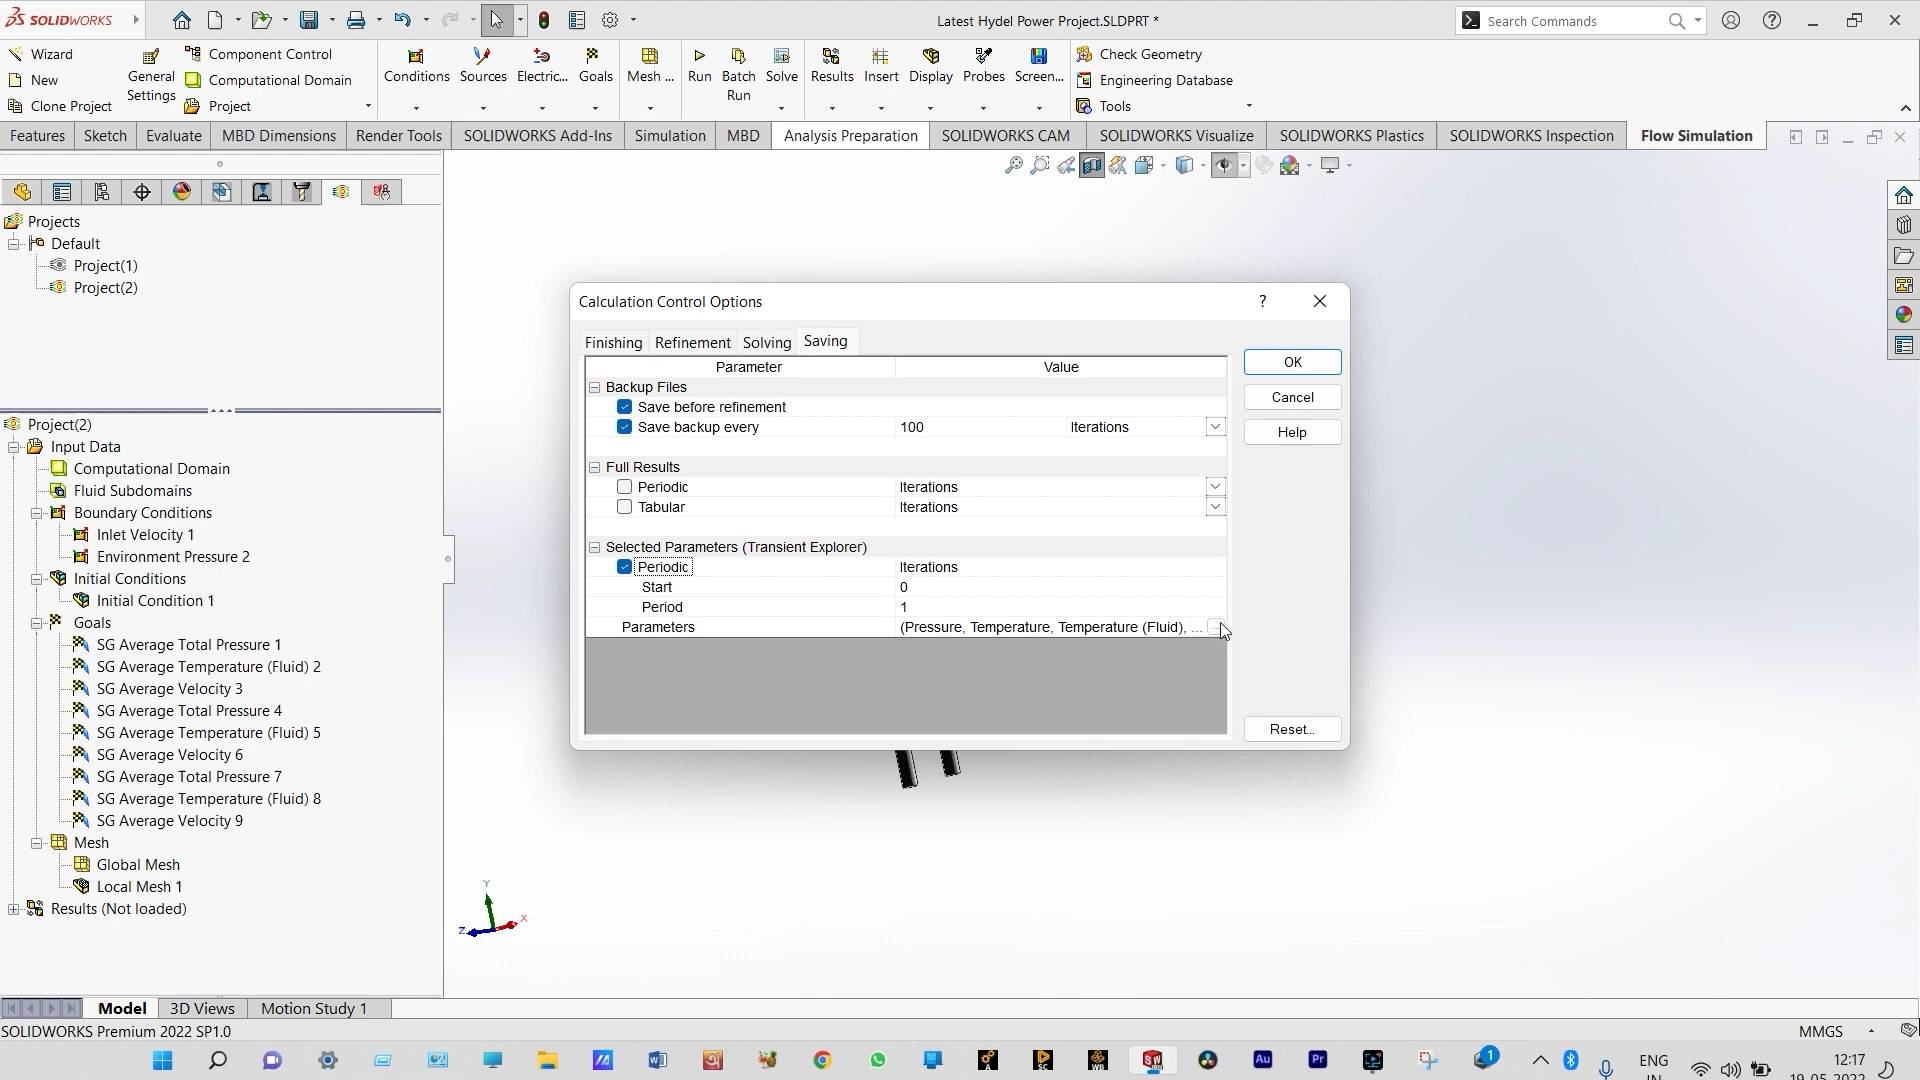 SOLIDWORKS
Latest Hydel Power Project.SLDPRT *
Search Commands
Wizard
New
Clone Project
General Settings
Component Control
Computational Domain
Project
Conditions
Sources
Electric...
Goals
Mesh ...
Run
Batch Run
Solve
Results
Insert
Display
Probes
Screen...
Check Geometry
Engineering Database
Tools
Features
Sketch
Evaluate
MBD Dimensions
Render Tools
SOLIDWORKS Add-Ins
Simulation
MBD
Analysis Preparation
SOLIDWORKS CAM
SOLIDWORKS Visualize
SOLIDWORKS Plastics
SOLIDWORKS Inspection
Flow Simulation
Projects
Default
Project(1)
Project(2)
Project(2)
Input Data
Computational Domain
Fluid Subdomains
Boundary Conditions
Inlet Velocity 1
Environment Pressure 2
Initial Conditions
Initial Condition 1
Goals
SG Average Total Pressure 1
SG Average Temperature (Fluid) 2
SG Average Velocity 3
SG Average Total Pressure 4
SG Average Temperature (Fluid) 5
SG Average Velocity 6
SG Average Total Pressure 7
SG Average Temperature (Fluid) 8
SG Average Velocity 9
Mesh
Global Mesh
Local Mesh 1
Results (Not loaded)
Calculation Control Options
?
Finishing
Refinement
Solving
Saving
Parameter
Value
Backup Files
Save before refinement
Save backup every
100
Iterations
Full Results
Periodic
Iterations
Tabular
Iterations
Selected Parameters (Transient Explorer)
Periodic
Iterations
Start
0
Period
1
Parameters
(Pressure, Temperature, Temperature (Fluid), ...
OK
Cancel
Help
Reset...
Y
X
Z
Model
3D Views
Motion Study 1
SOLIDWORKS Premium 2022 SP1.0
MMGS
A
SC
WB
SW
Au
Pr
1
ENG
IN
12:17
19-05-2022